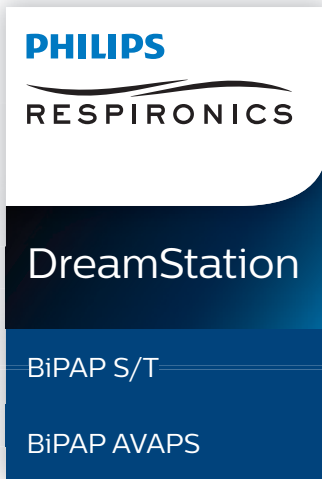 PHILIPS
RESPIRONICS
DreamStation
BiPAP S/T
BiPAP AVAPS